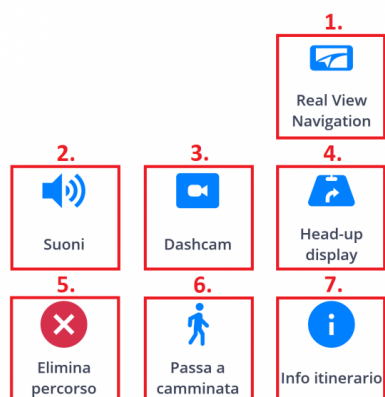 1.
Real View
Navigation
2.
3.
4.
Suoni
Dashcam
Head-up
display
5.
6.
7.
Elimina
percorso
Passa a
camminata
Info itinerario